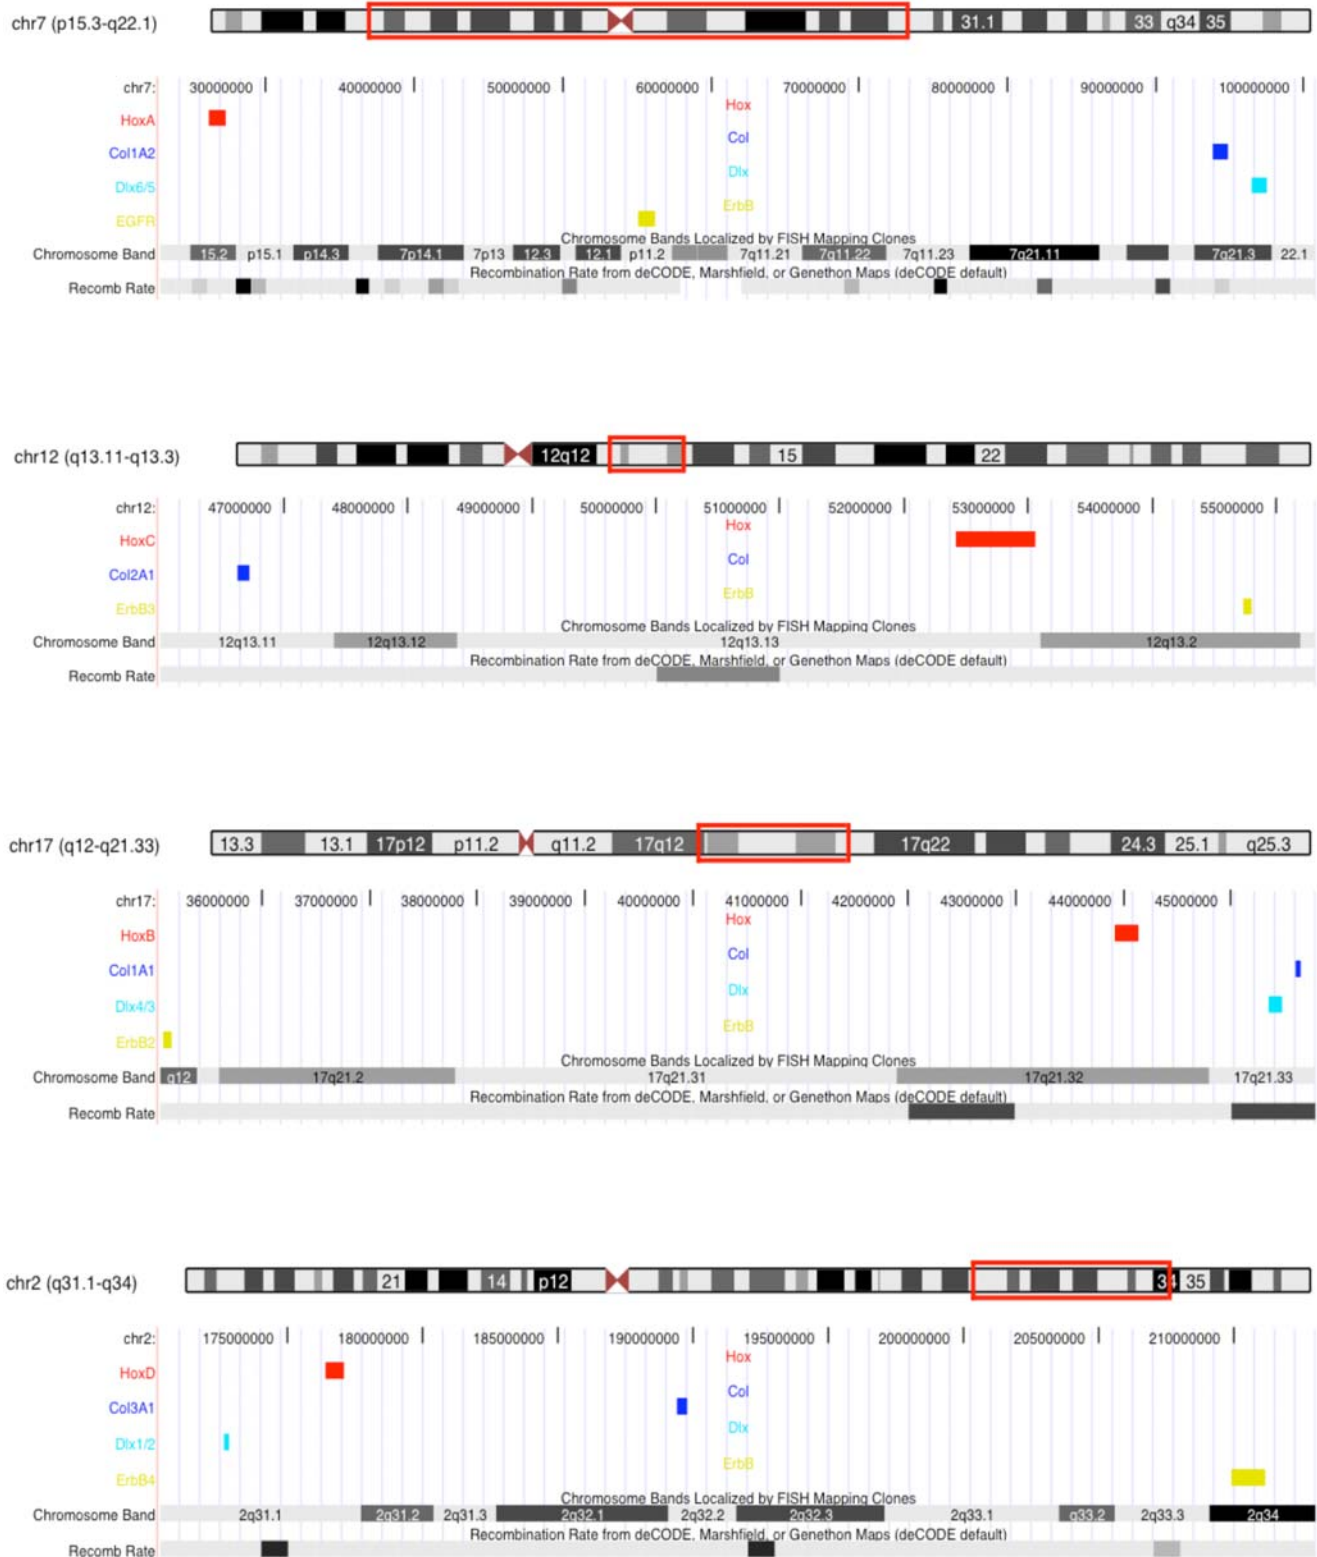 chr7 (p15.3-q22.1) 31.1 33 q34 35
chr7: 30000000 40000000 50000000 60000000 70000000 80000000 90000000 100000000
Hox
HoxA
Col
Col1A2
Dlx
Dlx6/5
ErbB
EGFR
Chromosome Bands Localized by FISH Mapping Clones
Chromosome Band 15.2 p15.1 p14.3 7p14.1 7p13 12.3 12.1 p11.2 7q11.21 7q11.22 7q11.23 7q21.11 7q21.3 22.1
Recombination Rate from deCODE, Marshfield, or Genethon Maps (deCODE default)
Recomb Rate
chr12 (q13.11-q13.3) 12q12 15 22
chr12: 47000000 48000000 49000000 50000000 51000000 52000000 53000000 54000000 55000000
Hox
HoxC
Col
Col2A1
ErbB
ErbB3
Chromosome Bands Localized by FISH Mapping Clones
Chromosome Band 12q13.11 12q13.12 12q13.13 12q13.2
Recombination Rate from deCODE, Marshfield, or Genethon Maps (deCODE default)
Recomb Rate
chr17 (q12-q21.33) 13.3 13.1 17p12 p11.2 q11.2 17q12 17q22 24.3 25.1 q25.3
chr17: 36000000 37000000 38000000 39000000 40000000 41000000 42000000 43000000 44000000 45000000
Hox
HoxB
Col
Col1A1
Dlx
Dlx4/3
ErbB
ErbB2
Chromosome Bands Localized by FISH Mapping Clones
Chromosome Band q12 17q21.2 17q21.31 17q21.32 17q21.33
Recombination Rate from deCODE, Marshfield, or Genethon Maps (deCODE default)
Recomb Rate
chr2 (q31.1-q34) 21 14 p12 34 35
chr2: 175000000 180000000 185000000 190000000 195000000 200000000 205000000 210000000
Hox
HoxD
Col
Col3A1
Dlx
Dlx1/2
ErbB
ErbB4
Chromosome Bands Localized by FISH Mapping Clones
Chromosome Band 2q31.1 2q31.2 2q31.3 2q32.1 2q32.2 2q32.3 2q33.1 q33.2 2q33.3 2q34
Recombination Rate from deCODE, Marshfield, or Genethon Maps (deCODE default)
Recomb Rate